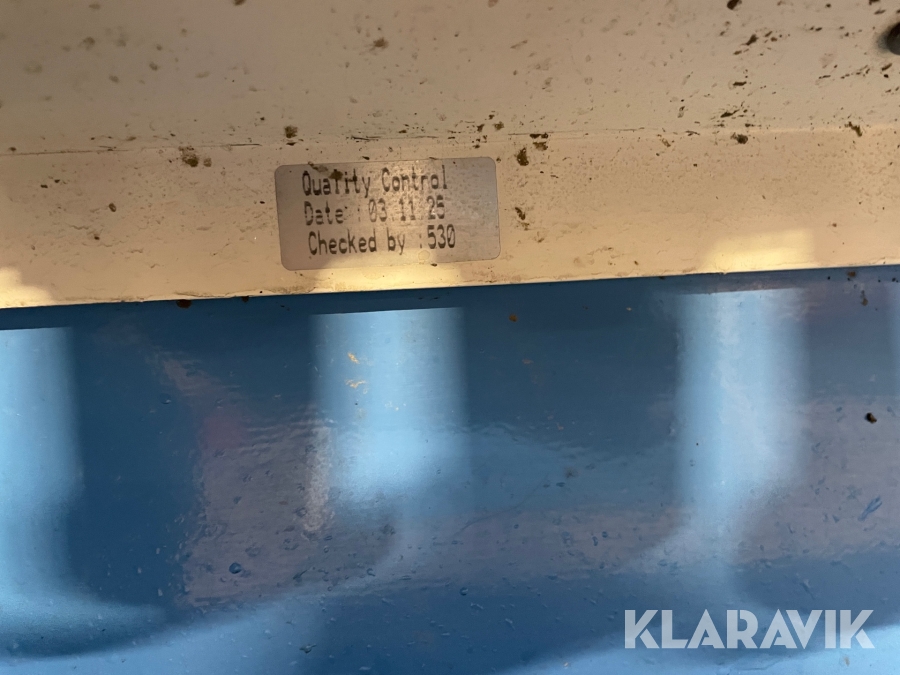 Quality Control
Date : 03.11.25
Checked by :530
KLARAVIK